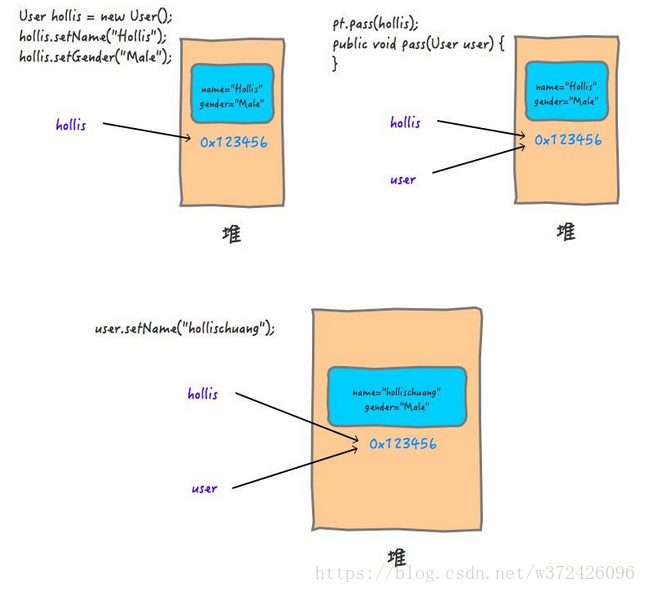 User hollis = new User();
hollis.setName("Hollis");
hollis.setGender("Male");
name="Hollis"
gender="Male"
hollis
0x123456
堆
pt.pass(hollis);
public void pass(User user) {
}
name="Hollis"
gender="Male"
hollis
0x123456
user
堆
user.setName("hollischuang");
name="hollischuang"
gender="Male"
hollis
0x123456
user
堆
https://blog.csdn.net/w372426096